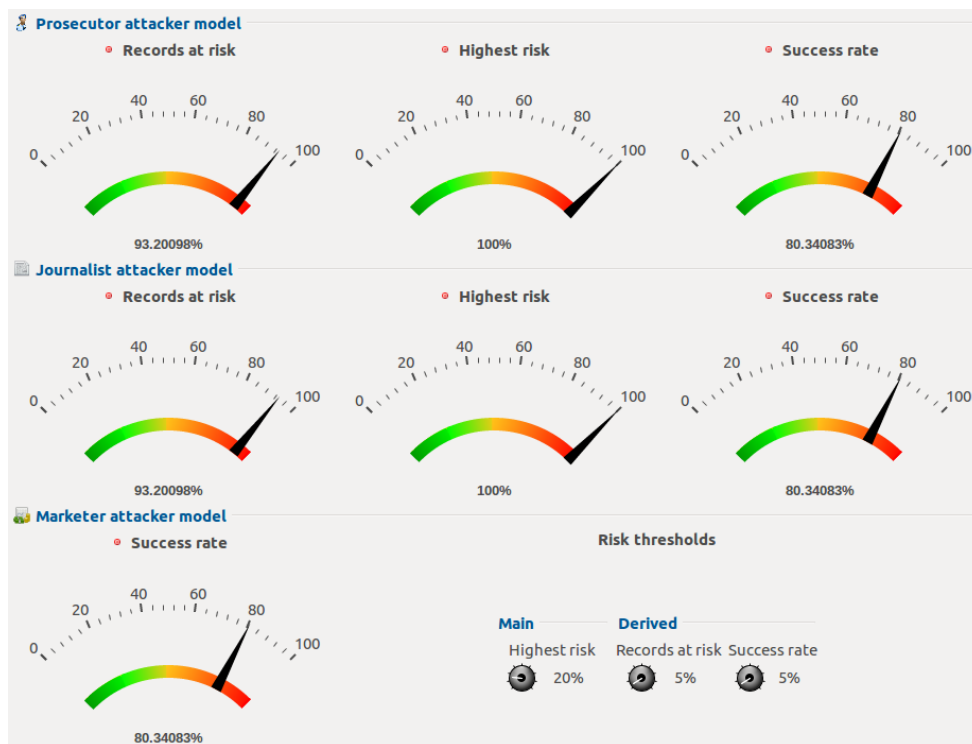 Prosecutor attacker model
Records at risk Highest risk Success rate
0 20 40 60 80 100 0 20 40 60 80 100 0 20 40 60 80 100
93.20098% 100% 80.34083%
Journalist attacker model
Records at risk Highest risk Success rate
0 20 40 60 80 100 0 20 40 60 80 100 0 20 40 60 80 100
93.20098% 100% 80.34083%
Marketer attacker model
Success rate Risk thresholds
0 20 40 60 80 100
Main Derived
Highest risk Records at risk Success rate
20% 5% 5%
80.34083%